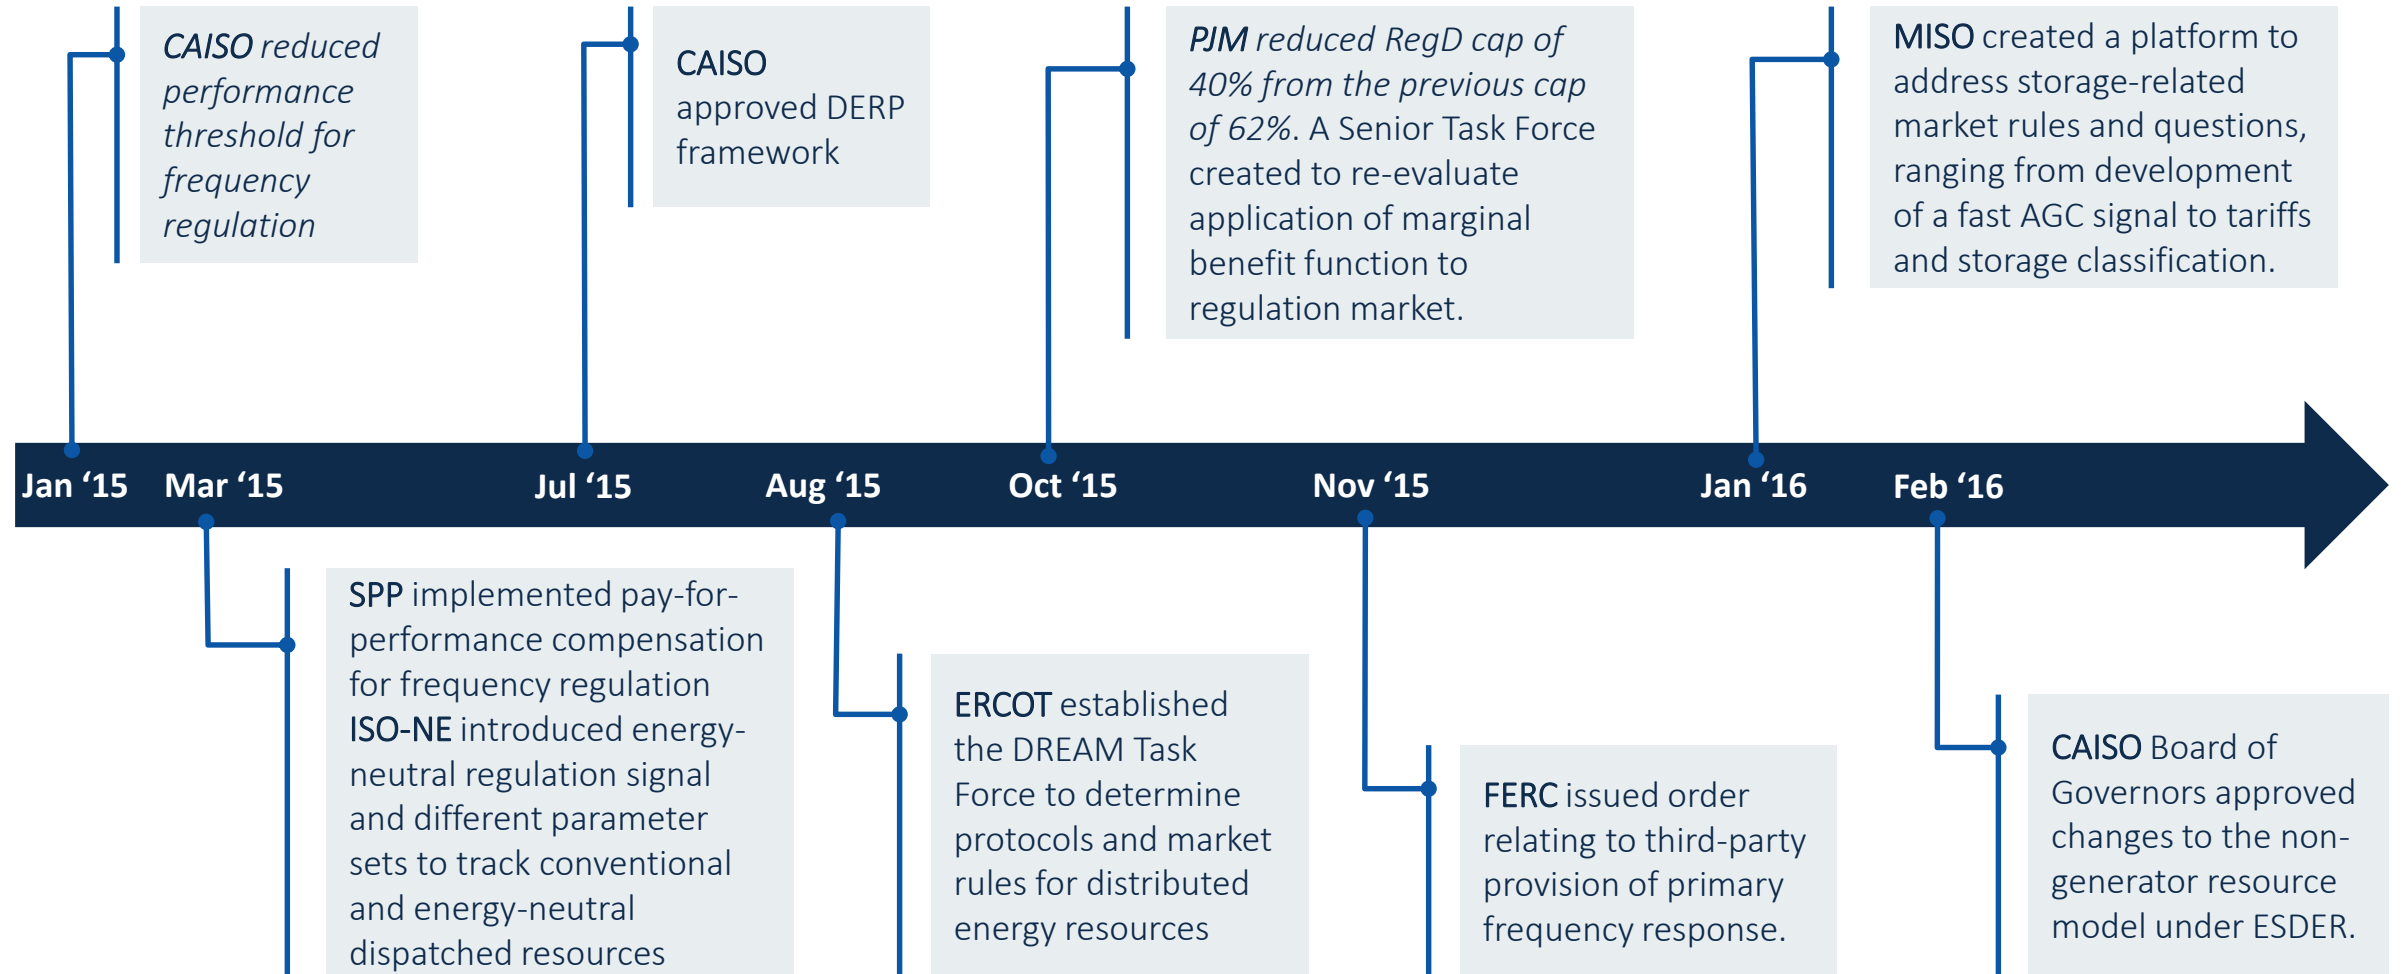 CAISO reduced
performance
threshold for
frequency
regulation
CAISO
approved DERP
framework
PJM reduced RegD cap of
40% from the previous cap
of 62%. A Senior Task Force
created to re-evaluate
application of marginal
benefit function to
regulation market.
MISO created a platform to
address storage-related
market rules and questions,
ranging from development
of a fast AGC signal to tariffs
and storage classification.
Jan ‘15 Mar ‘15 Jul ‘15 Aug ‘15 Oct ‘15 Nov ‘15 Jan ‘16 Feb ‘16
SPP implemented pay-for-
performance compensation
for frequency regulation
ISO-NE introduced energy-
neutral regulation signal
and different parameter
sets to track conventional
and energy-neutral
dispatched resources
ERCOT established
the DREAM Task
Force to determine
protocols and market
rules for distributed
energy resources
FERC issued order
relating to third-party
provision of primary
frequency response.
CAISO Board of
Governors approved
changes to the non-
generator resource
model under ESDER.